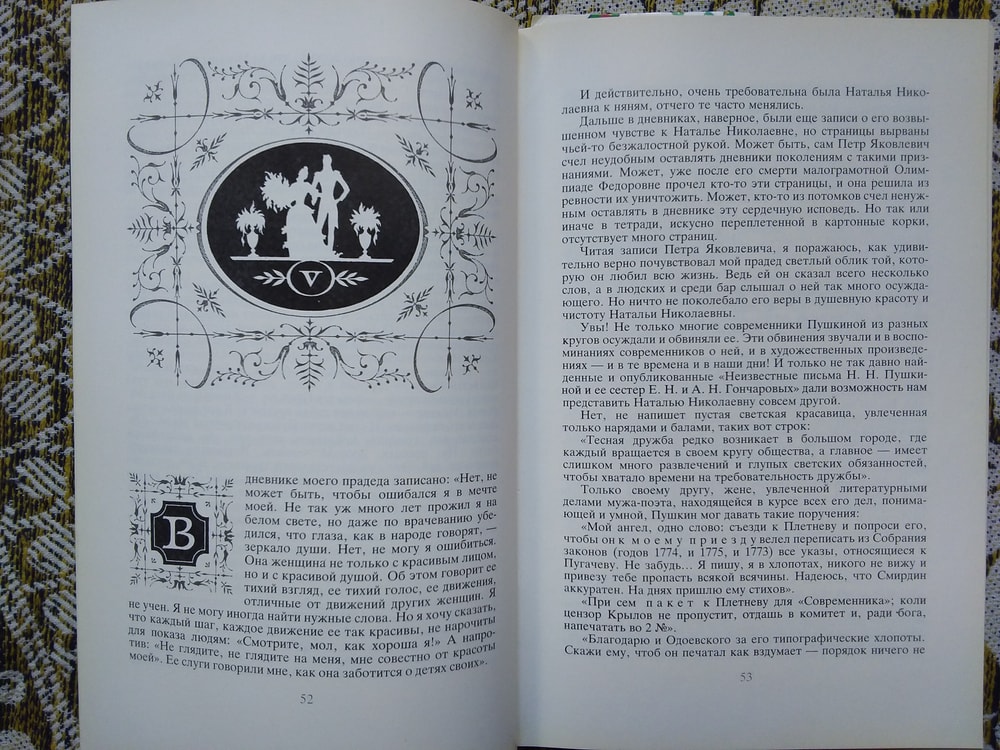 V
В
дневнике моего прадеда записано: «Нет, не
может быть, чтобы ошибался я в мечте
моей. Не так уж много лет прожил я на
белом свете, но даже по врачеванию убе-
дился, что глаза, как в народе говорят, —
зеркало души. Нет, не могу я ошибиться.
Она женщина не только с красивым лицом,
но и с красивой душой. Об этом говорит ее
тихий взгляд, ее тихий голос, ее движения,
отличные от движений других женщин. Я
не учен. Я не могу иногда найти нужные слова. Но я хочу сказать,
что каждый шаг, каждое движение ее так красивы, не нарочиты
для показа людям: «Смотрите, мол, как хороша я!» А напро-
тив: «Не глядите, не глядите на меня, мне совестно от красоты
моей». Ее слуги говорили мне, как она заботится о детях своих».
52
И действительно, очень требовательна была Наталья Нико-
лаевна к няням, отчего те часто менялись.
Дальше в дневниках, наверное, были еще записи о его возвы-
шенном чувстве к Наталье Николаевне, но страницы вырваны
чьей-то безжалостной рукой. Может быть, сам Петр Яковлевич
счел неудобным оставлять дневники поколениям с такими приз-
наниями. Может, уже после его смерти малограмотной Олим-
пиаде Федоровне прочел кто-то эти страницы, и она решила из
ревности их уничтожить. Может, кто-то из потомков счел ненуж-
ным оставлять в дневнике эту сердечную исповедь. Но так или
иначе в тетради, искусно переплетенной в картонные корки,
отсутствует много страниц.
Читая записи Петра Яковлевича, я поражаюсь, как удиви-
тельно верно почувствовал мой прадед светлый облик той, кото-
рую он любил всю жизнь. Ведь ей он сказал всего несколько
слов, а в людских и среди бар слышал о ней так много осужда-
ющего. Но ничто не поколебало его веры в душевную красоту и
чистоту Натальи Николаевны.
Увы! Не только многие современники Пушкиной из разных
кругов осуждали и обвиняли ее. Эти обвинения звучали и в воспо-
минаниях современников о ней, и в художественных произведе-
ниях — и в те времена и в наши дни! И только не так давно най-
денные и опубликованные «Неизвестные письма Н. Н. Пушки-
ной и ее сестер Е. Н. и А. Н. Гончаровых» дали возможность нам
представить Наталью Николаевну совсем другой.
Нет, не напишет пустая светская красавица, увлеченная
только нарядами и балами, таких вот строк:
«Тесная дружба редко возникает в большом городе, где
каждый вращается в своем кругу общества, а главное — имеет
слишком много развлечений и глупых светских обязанностей,
чтобы хватало времени на требовательность дружбы».
Только своему другу, жене, увлеченной литературными
делами мужа-поэта, находящейся в курсе всех его дел, понима-
ющей и умной, Пушкин мог давать такие поручения:
«Мой ангел, одно слово: съезди к Плетневу и попроси его,
чтобы он к моему приезду велел переписать из Собрания
законов (годов 1774, и 1775, и 1773) все указы, относящиеся к
Пугачеву. Не забудь... Я пишу, я в хлопотах, никого не вижу и
привезу тебе пропасть всякой всячины. Надеюсь, что Смирдин
аккуратен. На днях пришлю ему стихов».
«При сем пакет к Плетневу для «Современника»; коли
цензор Крылов не пропустит, отдашь в комитет и, ради бога,
напечатать во 2 №».
«Благодарю и Одоевского за его типографические хлопоты.
Скажи ему, чтоб он печатал как вздумает — порядок ничего не
53